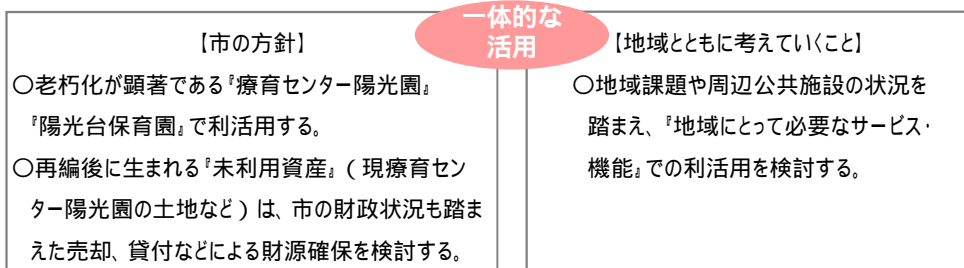 一体的な
活用
【市の方針】
○老朽化が顕著である『療育センター陽光園』
『陽光台保育園』で利活用する。
○再編後に生まれる『未利用資産』(現療育セン
ター陽光園の土地など)は、市の財政状況も踏ま
えた売却、貸付などによる財源確保を検討する。
【地域とともに考えていくこと】
○地域課題や周辺公共施設の状況を
踏まえ、『地域にとって必要なサービス・
機能』での利活用を検討する。